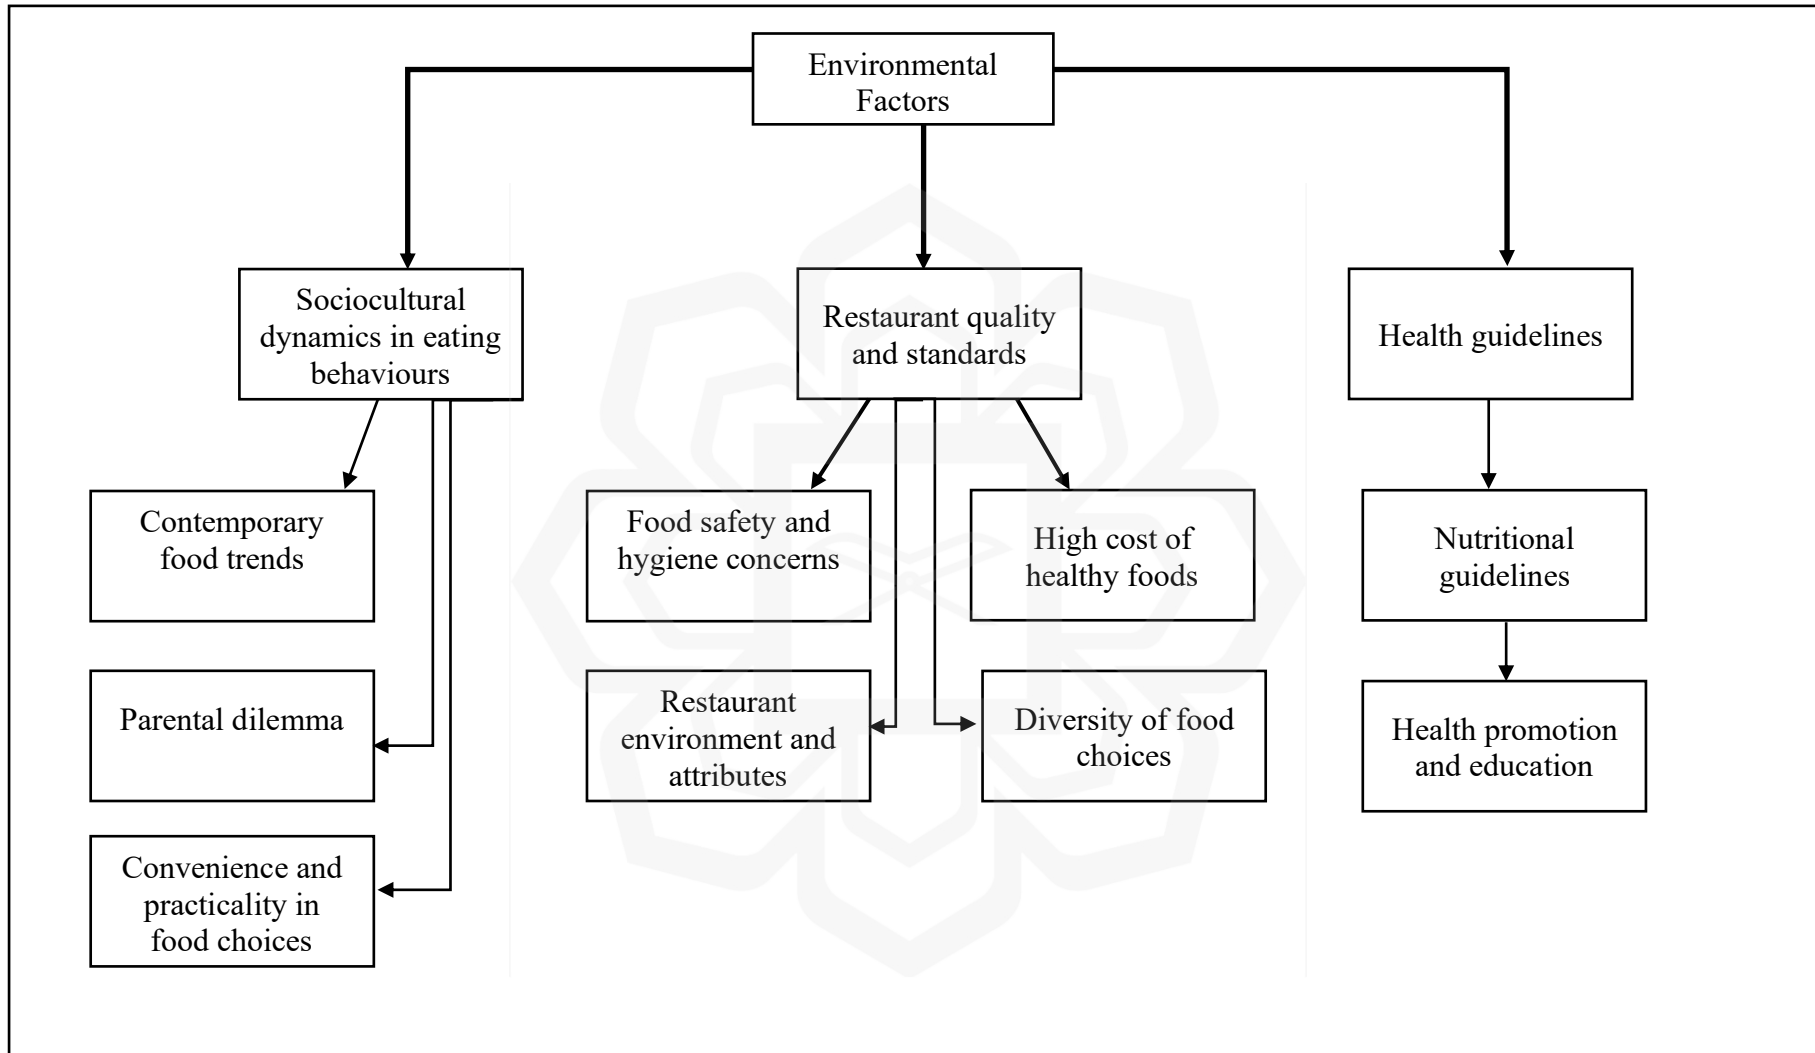 Environmental
Factors
Sociocultural
dynamics in eating
behaviours
Restaurant quality
and standards
Health guidelines
Contemporary
food trends
Food safety and
hygiene concerns
High cost of
healthy foods
Nutritional
guidelines
Parental dilemma
Restaurant
environment and
attributes
Diversity of food
choices
Health promotion
and education
Convenience and
practicality in
food choices